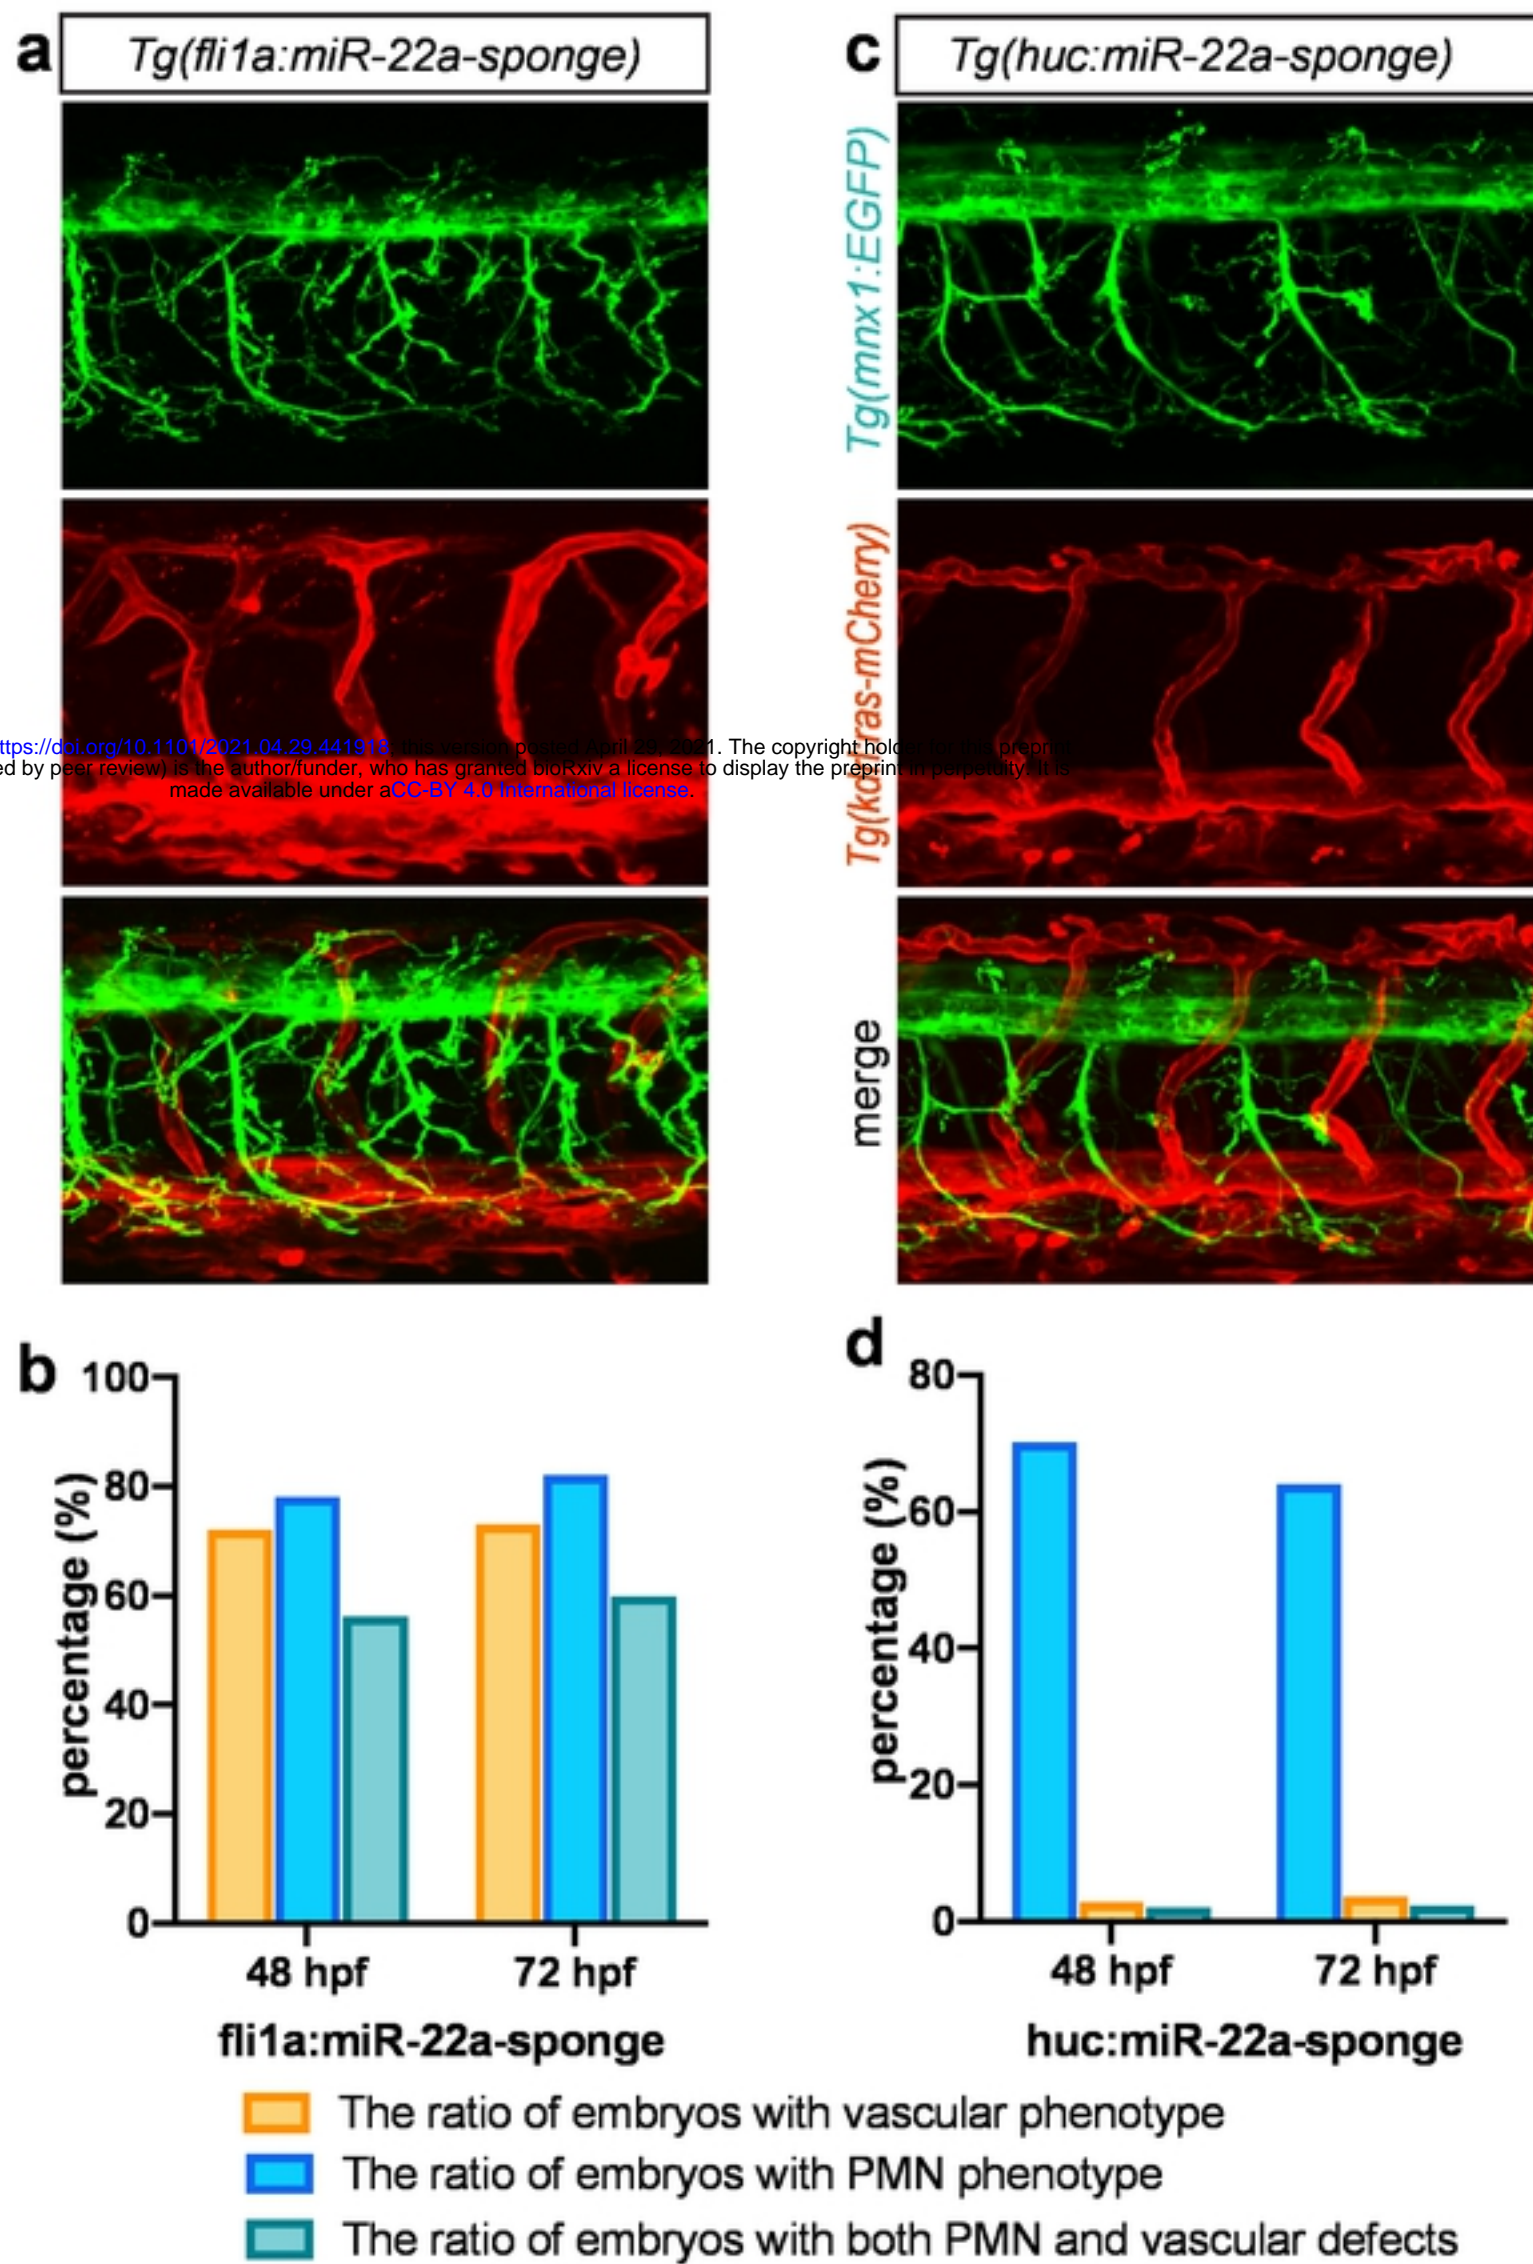 a
Tg(fli1a:miR-22a-sponge)
c
Tg(huc:miR-22a-sponge)
Tg(mnx1:EGFP)
Tg(kdrl:ras-mCherry)
ttps://doi.org/10.1101/2021.04.29.441918; this version posted April 29, 2021. The copyright holder for this preprint
ed by peer review) is the author/funder, who has granted bioRxiv a license to display the preprint in perpetuity. It is
made available under aCC-BY 4.0 International license.
merge
b
100
80
60
40
20
0
percentage (%)
48 hpf 72 hpf
fli1a:miR-22a-sponge
d
80
60
40
20
0
percentage (%)
48 hpf 72 hpf
huc:miR-22a-sponge
The ratio of embryos with vascular phenotype
The ratio of embryos with PMN phenotype
The ratio of embryos with both PMN and vascular defects